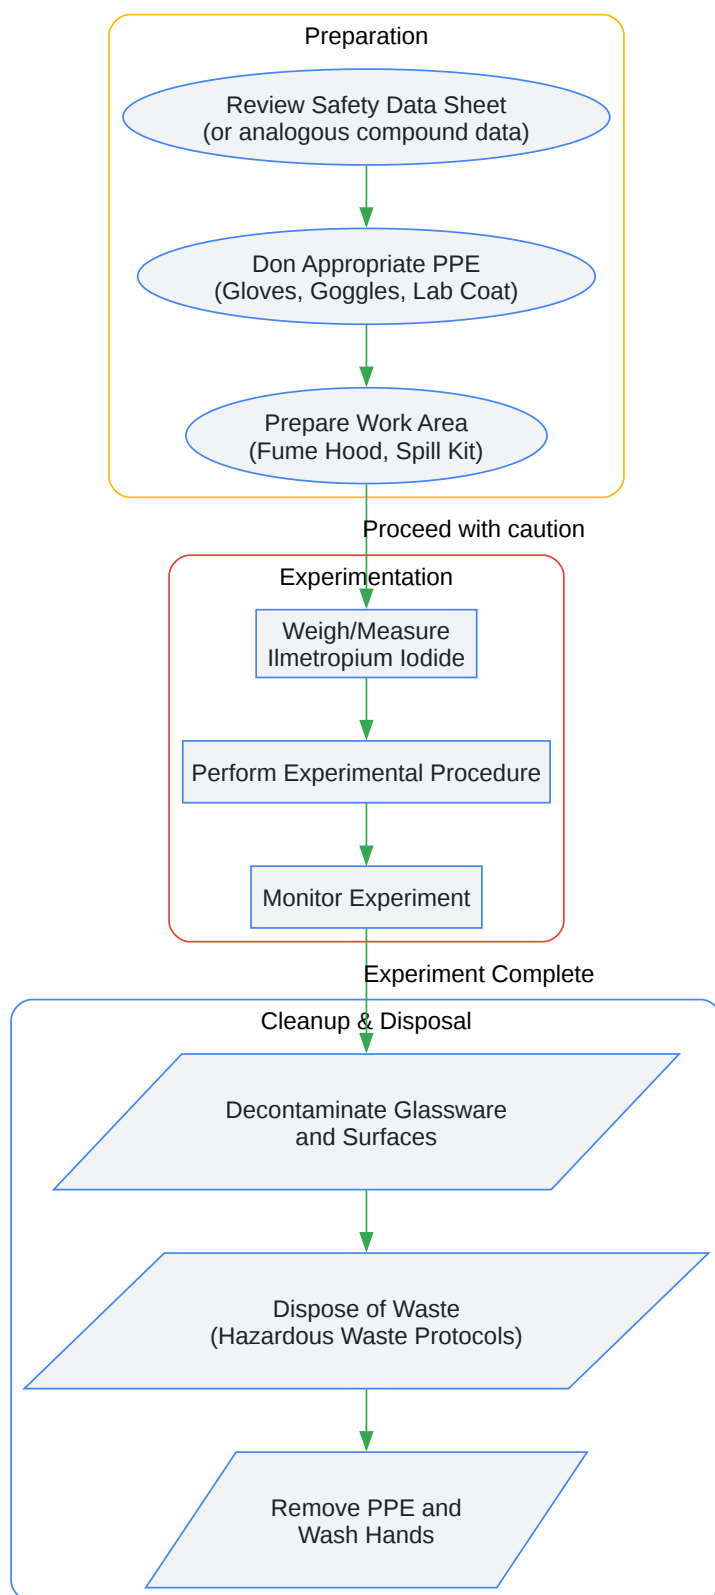 Preparation
Review Safety Data Sheet
(or analogous compound data)
Don Appropriate PPE
(Gloves, Goggles, Lab Coat)
Prepare Work Area
(Fume Hood, Spill Kit)
Proceed with caution
Experimentation
Weigh/Measure
Ilmetropium Iodide
Perform Experimental Procedure
Monitor Experiment
Experiment Complete
Cleanup & Disposal
Decontaminate Glassware
and Surfaces
Dispose of Waste
(Hazardous Waste Protocols)
Remove PPE and
Wash Hands